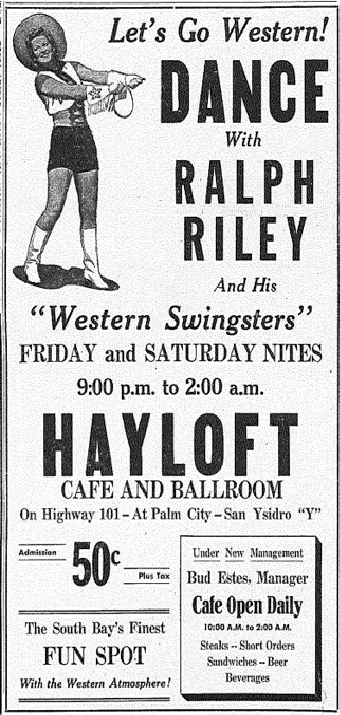 Let's Go Western!
DANCE
With
RALPH
RILEY
And His
"Western Swingsters"
FRIDAY and SATURDAY NITES
9:00 p.m. to 2:00 a.m.
HAYLOFT
CAFE AND BALLROOM
On Highway 101 – At Palm City – San Ysidro "Y"
Admission
50c
Plus Tax
The South Bay's Finest
FUN SPOT
With the Western Atmosphere!
Under New Management
Bud Estes, Manager
Cafe Open Daily
10:00 A.M. to 2:00 A.M.
Steaks -- Short Orders
Sandwiches -- Beer
Beverages